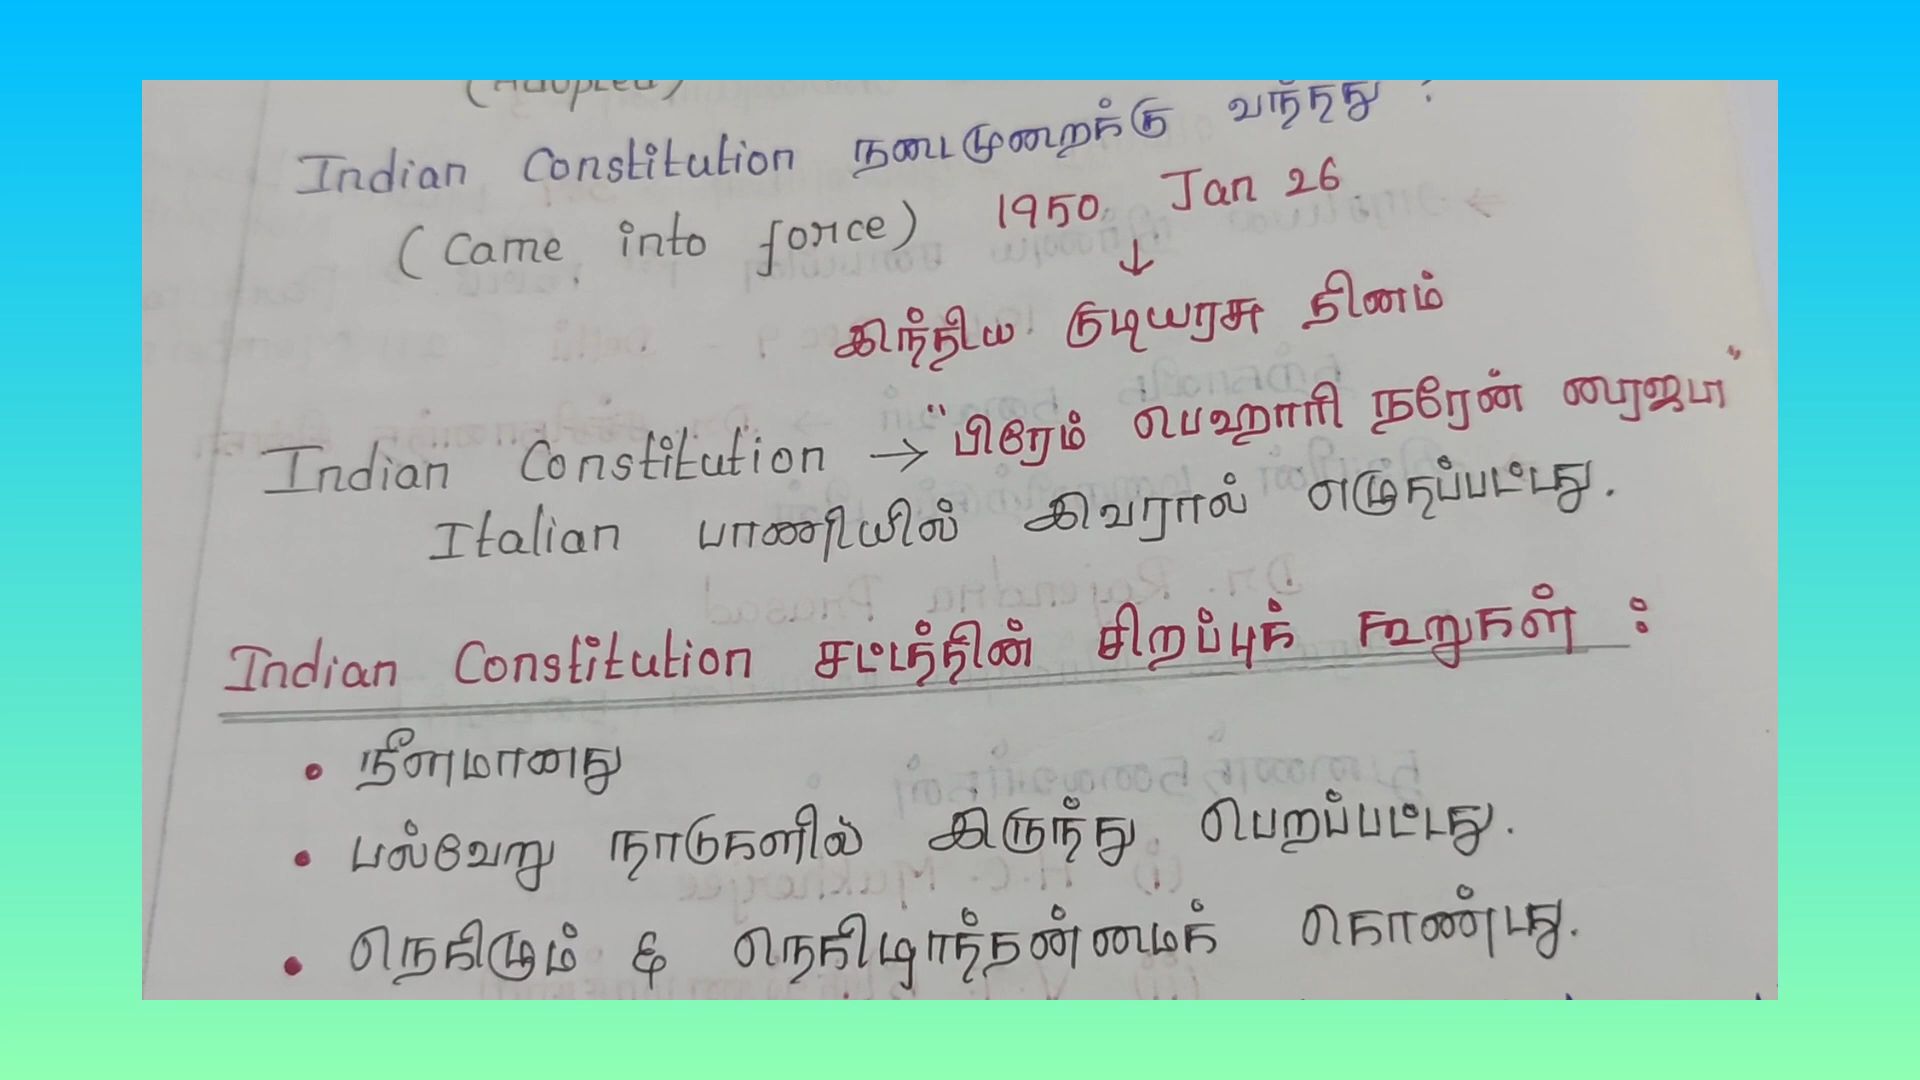 (Adopted)
Indian Constitution நடைமுறைக்கு வந்தது :
(Came into force) 1950, Jan 26.
↓
இந்திய குடியரசு தினம்
Indian Constitution → "பிரேம் பெஹாரி நரேன் ரைஜபா"
Italian பாணியில் இவரால் எழுதப்பட்டது.
Indian Constitution சட்டத்தின் சிறப்புக் கூறுகள் :
• நீளமானது
• பல்வேறு நாடுகளில் இருந்து பெறப்பட்டது.
• நெகிழும் & நெகிழாத்தன்மைக் கொண்டது.